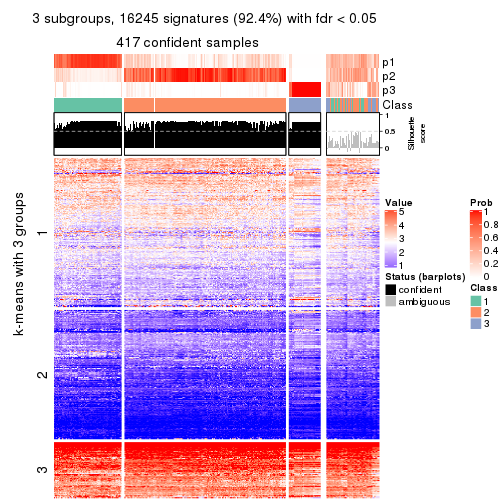 3 subgroups, 16245 signatures (92.4%) with fdr < 0.05
417 confident samples
p1
p2
p3
Class
1
0.5
0
Silhouette
score
k-means with 3 groups
1
2
3
Value
5
4
3
2
1
Status (barplots)
confident
ambiguous
Prob
1
0.8
0.6
0.4
0.2
0
Class
1
2
3